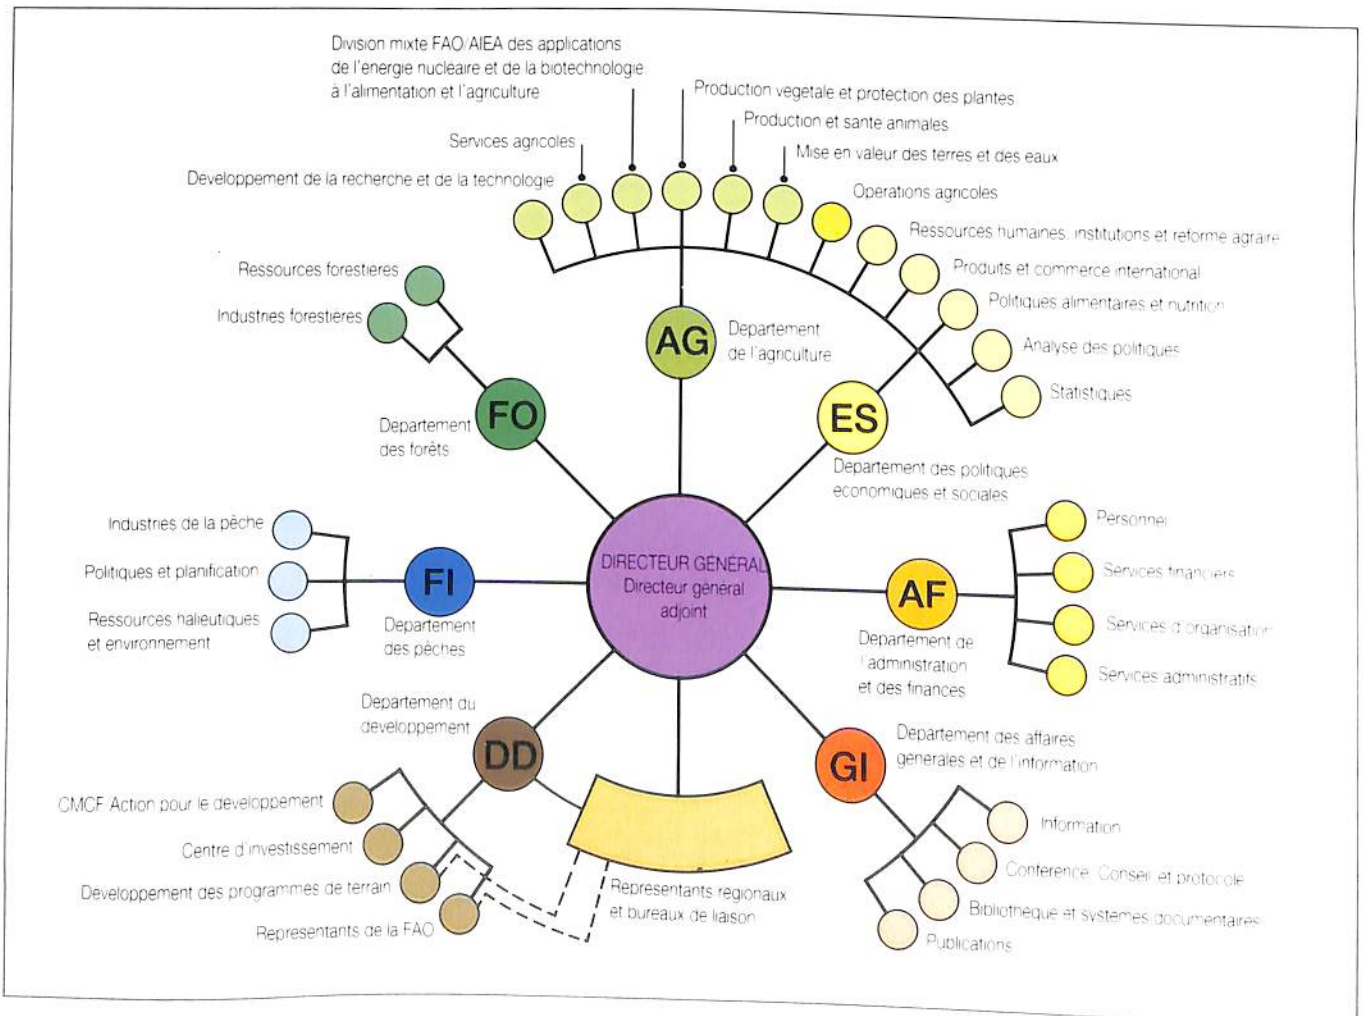 Division mixte FAO/AIEA des applications
de l'energie nucleaire et de la biotechnologie
à l'alimentation et l'agriculture
Production vegetale et protection des plantes
Production et sante animales
Services agricoles
Mise en valeur des terres et des eaux
Developpement de la recherche et de la technologie
Operations agricoles
Ressources humaines, institutions et reforme agraire
Ressources forestieres
Produits et commerce international
Politiques alimentaires et nutrition
Industries forestières
AG
Departement
de l'agriculture
Analyse des politiques
Statistiques
FO
Departement
des forêts
ES
Departement des politiques
economiques et sociales
Industries de la pêche
Politiques et planification
Ressources halieutiques
et environnement
FI
Departement
des pêches
DIRECTEUR GÉNÉRAL
Directeur général
adjoint
AF
Departement de
l'administration
et des finances
Personnel
Services financiers
Services d'organisation
Services administratifs
Departement du
developpement
DD
GI
Departement des affaires
generales et de l'information
CMCF Action pour le developpement
Centre d'investissement
Developpement des programmes de terrain
Representants de la FAO
Representants régionaux
et bureaux de liaison
Information
Conference, Conseil et protocole
Bibliotheque et systemes documentaires
Publications